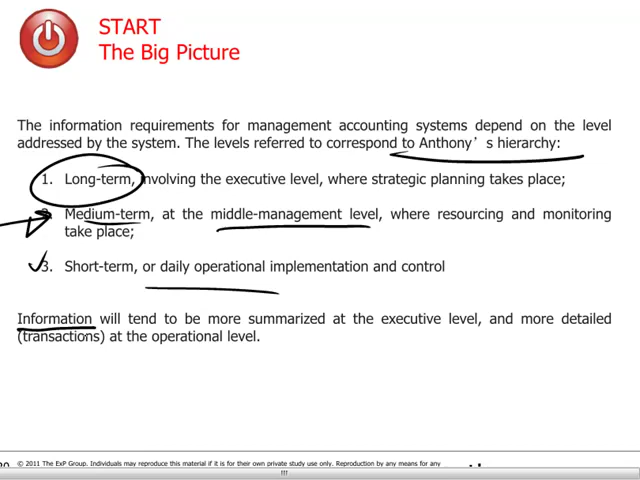 START
The Big Picture
The information requirements for management accounting systems depend on the level
addressed by the system. The levels referred to correspond to Anthony’ s hierarchy:
1. Long-term, involving the executive level, where strategic planning takes place;
2. Medium-term, at the middle-management level, where resourcing and monitoring
take place;
3. Short-term, or daily operational implementation and control
Information will tend to be more summarized at the executive level, and more detailed
(transactions) at the operational level.
© 2011 The ExP Group. Individuals may reproduce this material if it is for their own private study use only. Reproduction by any means for any